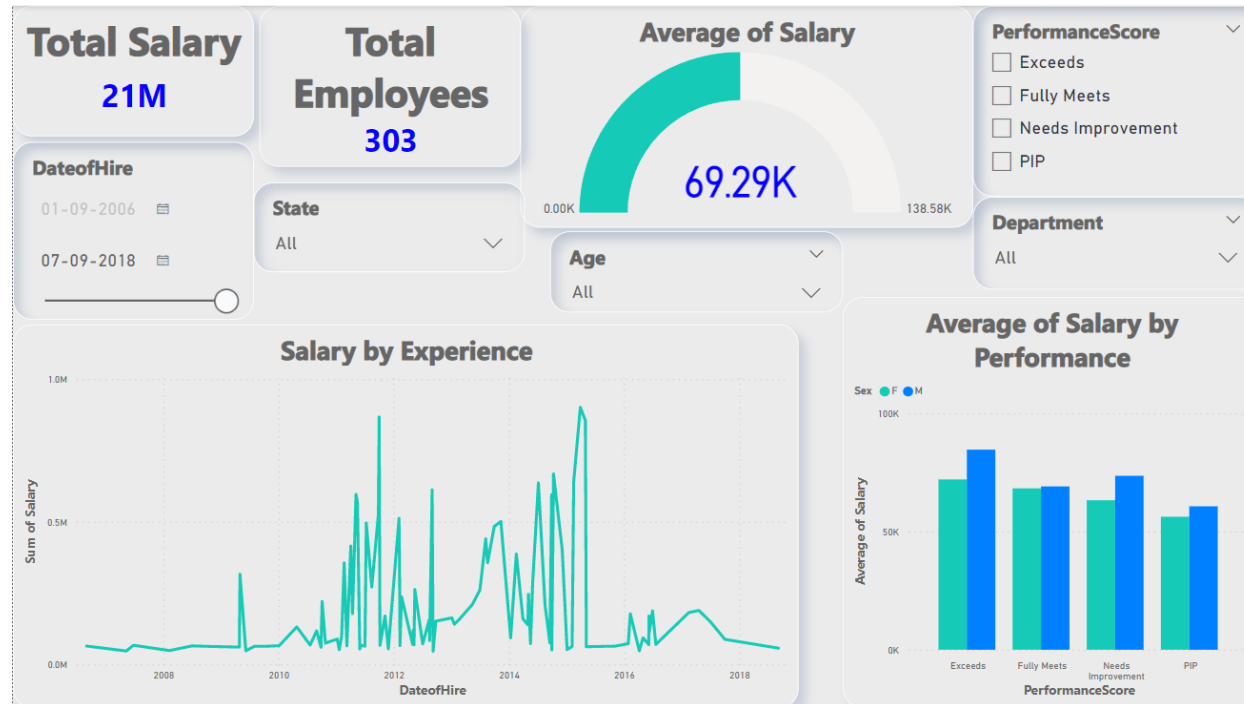 Total Salary
21M
Total
Employees
303
Average of Salary
69.29K
0.00K
138.58K
PerformanceScore
Exceeds
Fully Meets
Needs Improvement
PIP
DateofHire
01-09-2006
07-09-2018
State
All
Age
All
Department
All
Salary by Experience
1.0M
0.5M
0.0M
Sum of Salary
2008
2010
2012
2014
2016
2018
DateofHire
Average of Salary by
Performance
Sex F M
100K
50K
0K
Average of Salary
Exceeds
Fully Meets
Needs
Improvement
PIP
PerformanceScore